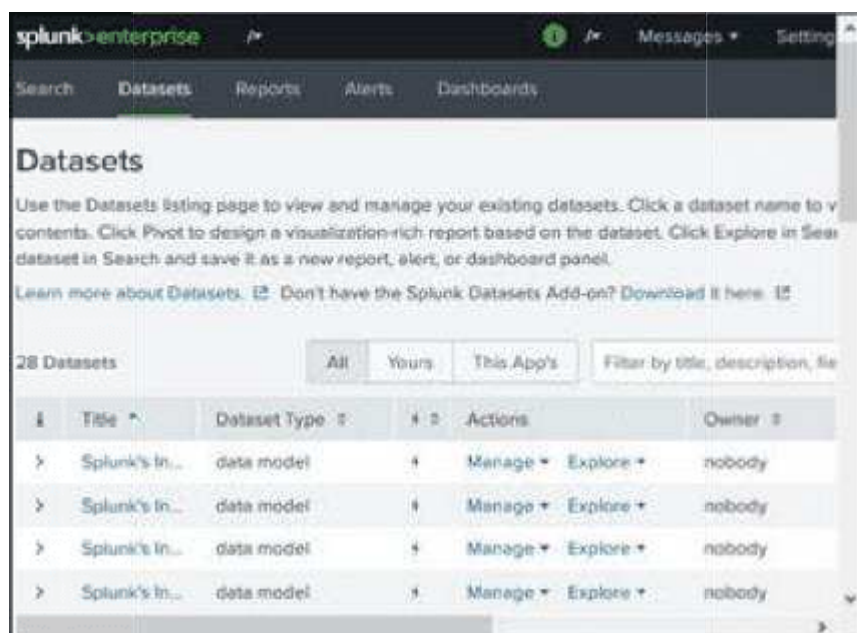 splunk>enterprise Messages Setting
Search Datasets Reports Alerts Dashboards
Datasets
Use the Datasets listing page to view and manage your existing datasets. Click a dataset name to v
contents. Click Pivot to design a visualization-rich report based on the dataset. Click Explore in Sear
dataset in Search and save it as a new report, alert, or dashboard panel.
Learn more about Datasets. Don't have the Splunk Datasets Add-on? Download it here.
28 Datasets All Yours This App's Filter by title, description, fie
i Title Dataset Type Actions Owner
> Splunk's In... data model Manage Explore nobody
> Splunk's In... data model Manage Explore nobody
> Splunk's In... data model Manage Explore nobody
> Splunk's In... data model Manage Explore nobody